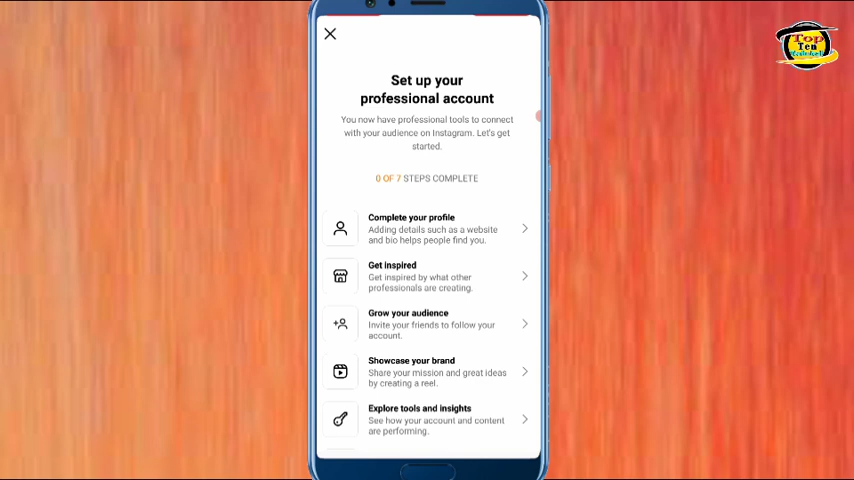 Top
Ten
Set up your
professional account
You now have professional tools to connect
with your audience on Instagram. Let's get
started.
0 OF 7 STEPS COMPLETE
Complete your profile
Adding details such as a website
and bio helps people find you.
Get inspired
Get inspired by what other
professionals are creating.
Grow your audience
Invite your friends to follow your
account.
Showcase your brand
Share your mission and great ideas
by creating a reel.
Explore tools and insights
See how your account and content
are performing.